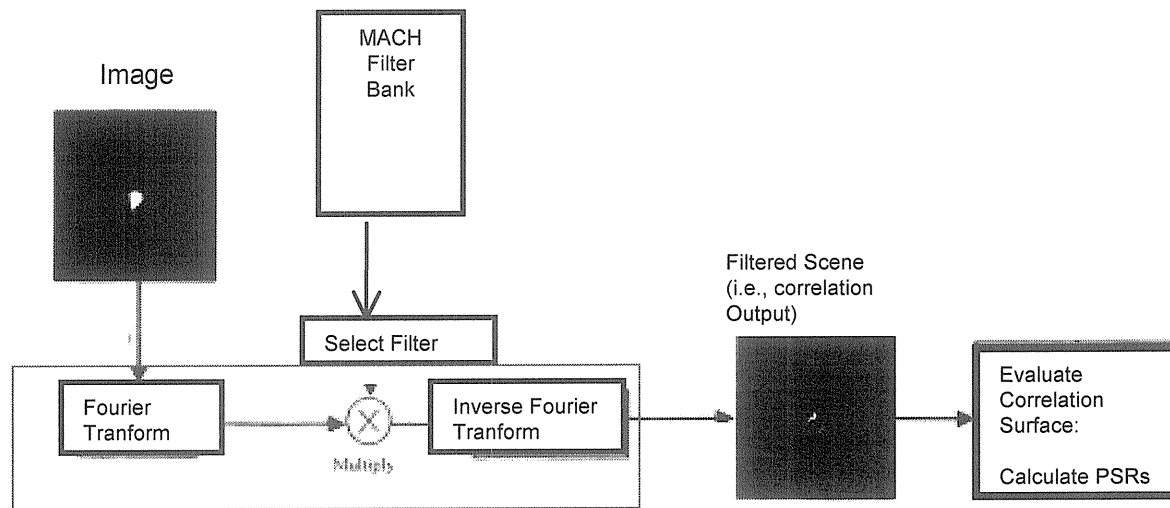 Image
MACH
Filter
Bank
Select Filter
Fourier
Tranform
Multiply
Inverse Fourier
Tranform
Filtered Scene
(i.e., correlation
Output)
Evaluate
Correlation
Surface:
Calculate PSRs